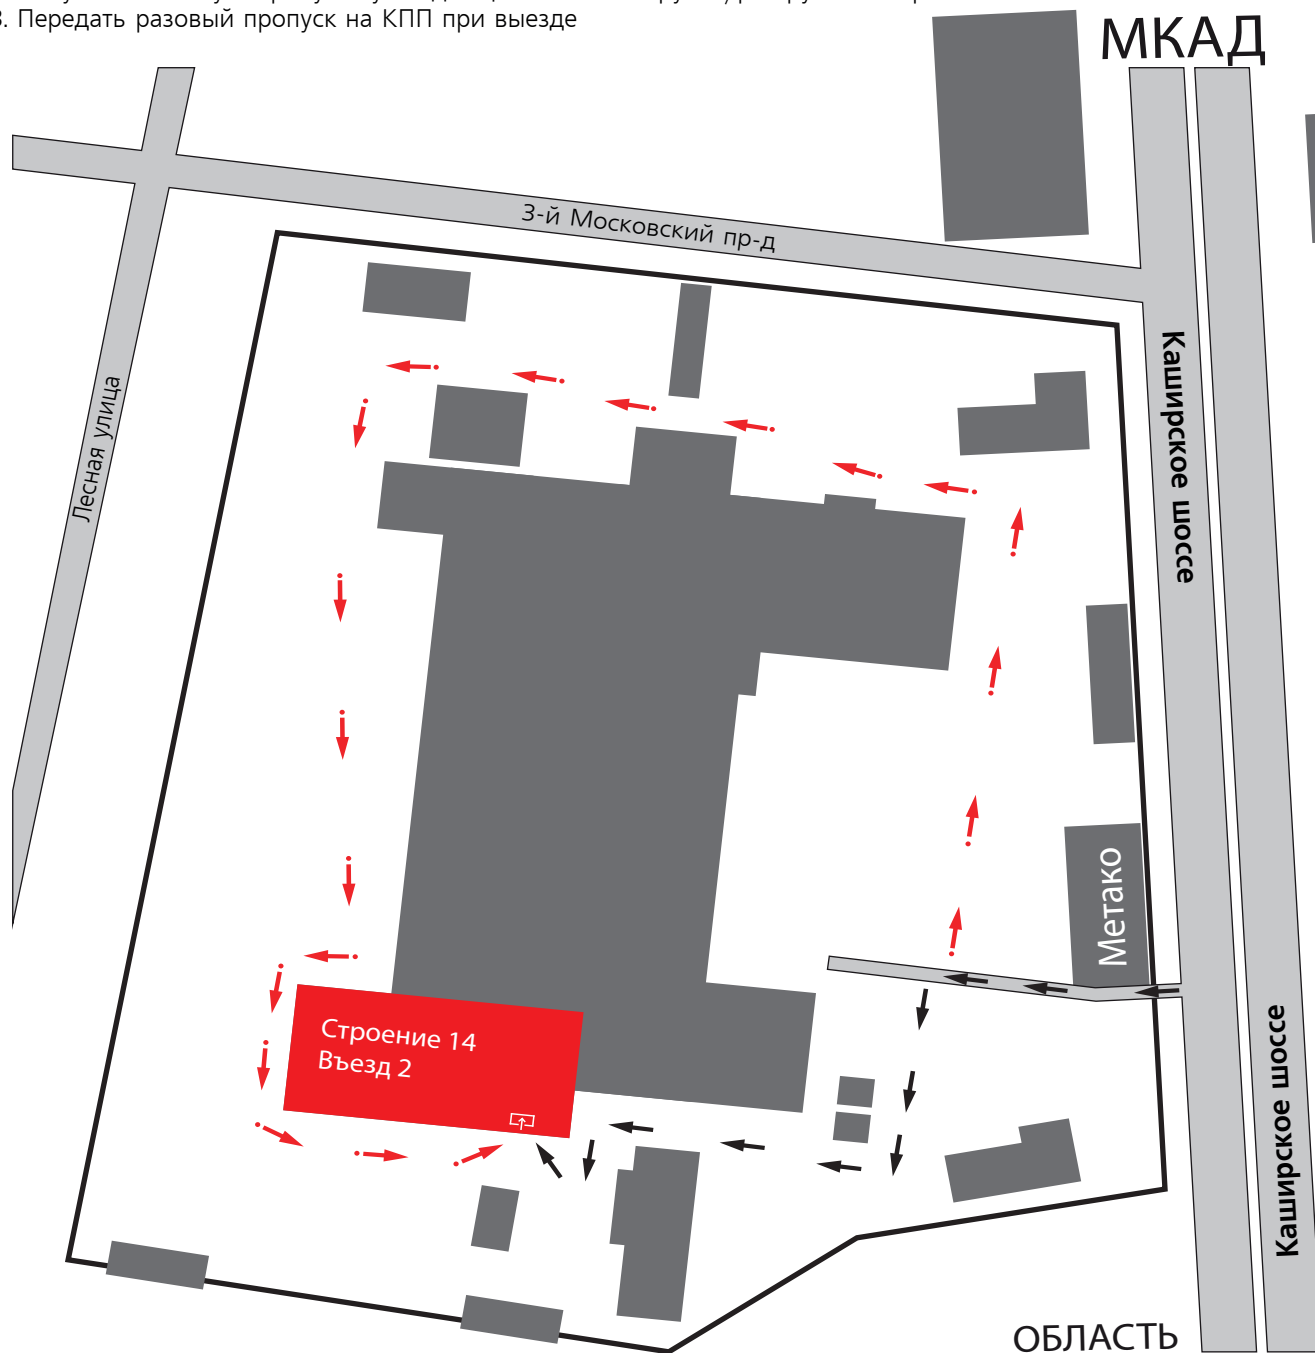 3. Передать разовый пропуск на КПП при выезде
МКАД
3-й Московский пр-д
Каширское шоссе
Лесная улица
Метако
Строение 14
Въезд 2
Каширское шоссе
ОБЛАСТЬ